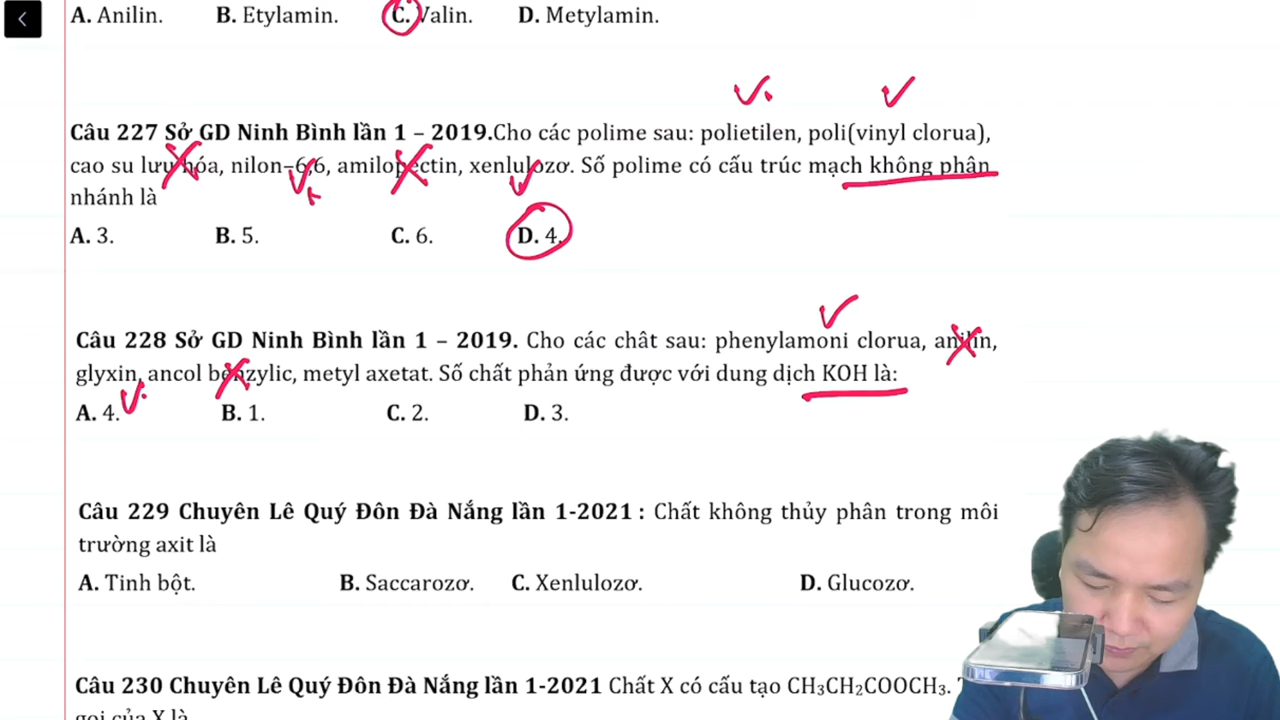 A. Anilin. B. Etylamin. C. Valin. D. Metylamin.
Câu 227 Sở GD Ninh Bình lần 1 – 2019.Cho các polime sau: polietilen, poli(vinyl clorua),
cao su lưu hóa, nilon–6,6, amilopectin, xenlulozơ. Số polime có cấu trúc mạch không phân
nhánh là
A. 3. B. 5. C. 6. D. 4.
Câu 228 Sở GD Ninh Bình lần 1 – 2019. Cho các chât sau: phenylamoni clorua, anilin,
glyxin, ancol benzylic, metyl axetat. Số chất phản ứng được với dung dịch KOH là:
A. 4. B. 1. C. 2. D. 3.
Câu 229 Chuyên Lê Quý Đôn Đà Nẵng lần 1-2021 : Chất không thủy phân trong môi
trường axit là
A. Tinh bột. B. Saccarozơ. C. Xenlulozơ. D. Glucozơ.
Câu 230 Chuyên Lê Quý Đôn Đà Nẵng lần 1-2021 Chất X có cấu tạo CH₃CH₂COOCH₃.
gọi của X là